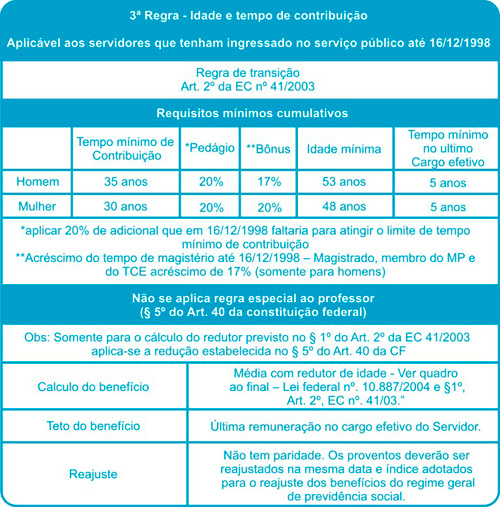 3ª Regra - Idade e tempo de contribuição
Aplicável aos servidores que tenham ingressado no serviço público até 16/12/1998
Regra de transição
Art. 2º da EC nº 41/2003
Requisitos mínimos cumulativos
Tempo mínimo de Contribuição *Pedágio **Bônus Idade mínima Tempo mínimo no ultimo Cargo efetivo
Homem 35 anos 20% 17% 53 anos 5 anos
Mulher 30 anos 20% 20% 48 anos 5 anos
*aplicar 20% de adicional que em 16/12/1998 faltaria para atingir o limite de tempo
mínimo de contribuição
**Acréscimo do tempo de magistério até 16/12/1998 – Magistrado, membro do MP e
do TCE acréscimo de 17% (somente para homens)
Não se aplica regra especial ao professor
(§ 5º do Art. 40 da constituição federal)
Obs: Somente para o cálculo do redutor previsto no § 1º do Art. 2º da EC 41/2003
aplica-se a redução estabelecida no § 5º do Art. 40 da CF
Calculo do benefício
Média com redutor de idade - Ver quadro
ao final – Lei federal nº. 10.887/2004 e §1º,
Art. 2º, EC nº. 41/03.”
Teto do benefício
Última remuneração no cargo efetivo do Servidor.
Reajuste
Não tem paridade. Os proventos deverão ser
reajustados na mesma data e índice adotados
para o reajuste dos benefícios do regime geral
de previdência social.